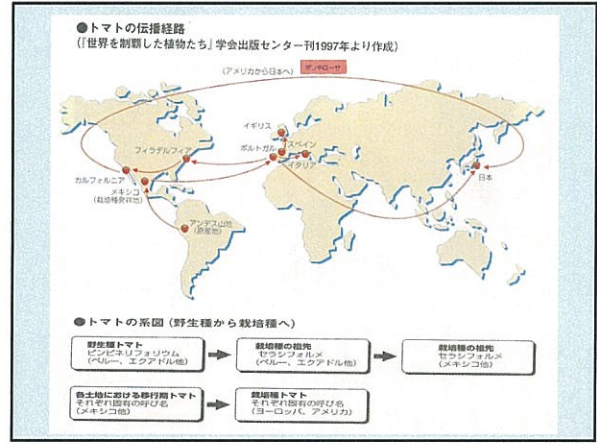 ●トマトの伝播経路
(『世界を制覇した植物たち』学会出版センター刊1997年より作成)
(アメリカから日本へ)
ポンデローザ
イギリス
スペイン
ポルトガル
イタリア
フィラデルフィア
カルフォルニア
メキシコ
(栽培種発祥地)
アンデス山地
(原産地)
日本
●トマトの系図(野生種から栽培種へ)
野生種トマト
ピンピネリフォリウム
(ペルー、エクアドル他)
栽培種の祖先
セラシフォルメ
(ペルー、エクアドル他)
栽培種の祖先
セラシフォルメ
(メキシコ他)
各土地における移行期トマト
それぞれ固有の呼び名
(メキシコ他)
栽培種トマト
それぞれ固有の呼び名
(ヨーロッパ、アメリカ)